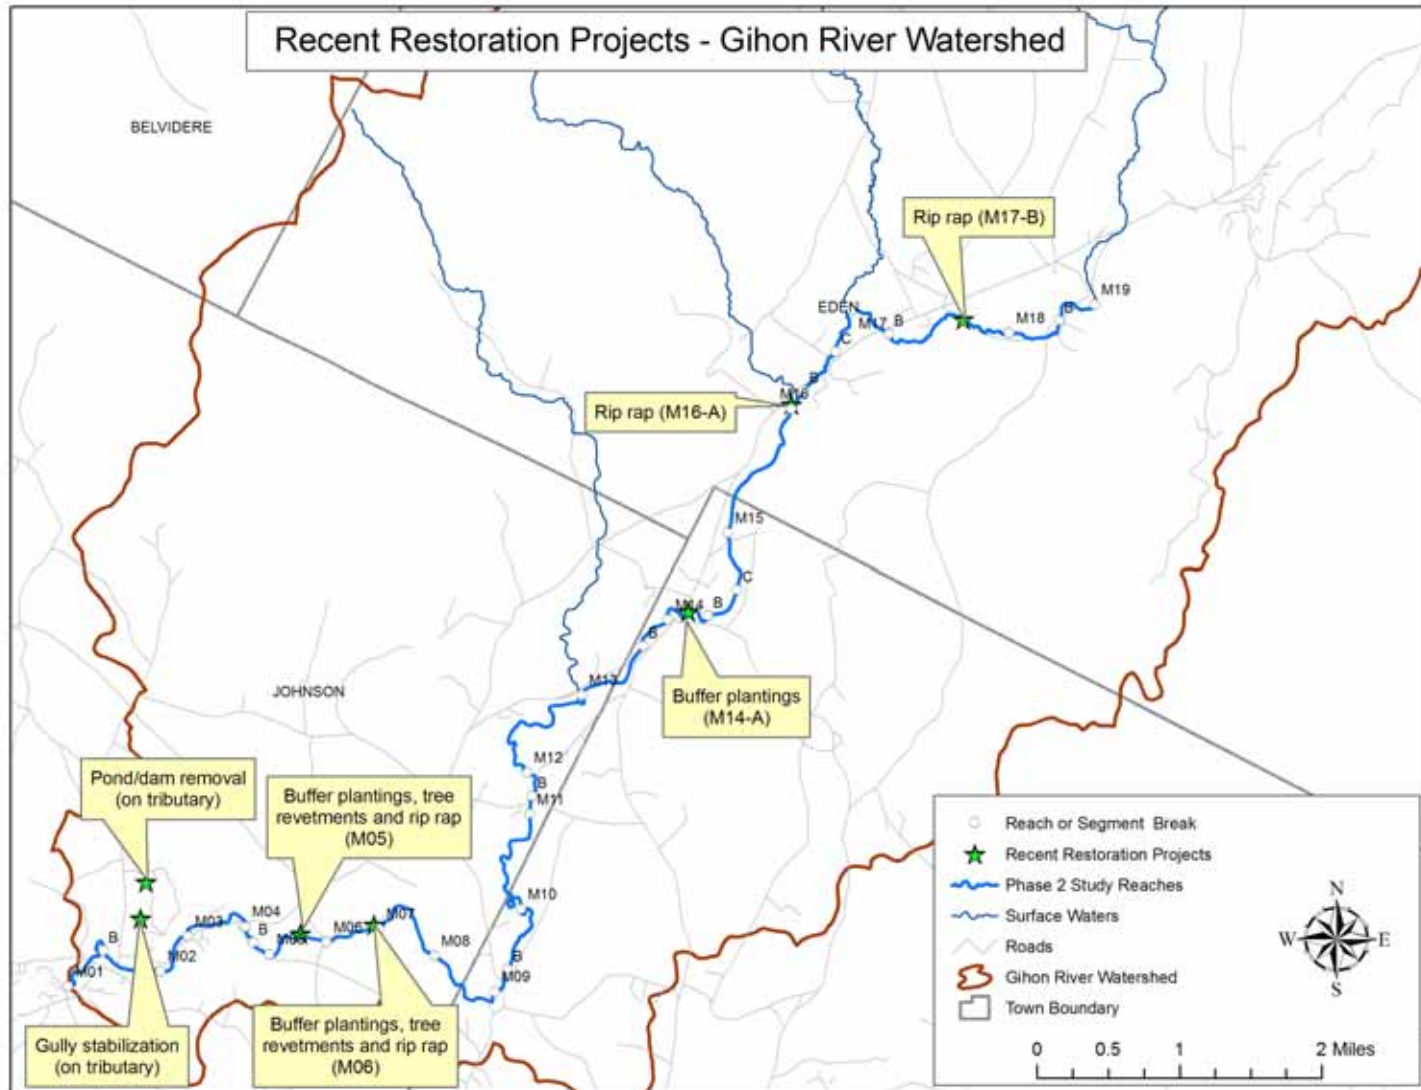 Recent Restoration Projects - Gihon River Watershed
BELVIDERE
Rip rap (M17-B)
M19
B
M18
EDEN
M17
B
C
B
M16
Rip rap (M16-A)
M15
C
M14
B
B
M13
Buffer plantings
(M14-A)
JOHNSON
M12
B
M11
Pond/dam removal
(on tributary)
Buffer plantings, tree
revetments and rip rap
(M05)
M10
M04
M03
B
M05
M06
M07
B
M08
B
M09
M02
M01
Gully stabilization
(on tributary)
Buffer plantings, tree
revetments and rip rap
(M06)
Reach or Segment Break
Recent Restoration Projects
Phase 2 Study Reaches
Surface Waters
Roads
Gihon River Watershed
Town Boundary
N
W
E
S
0 0.5 1 2 Miles